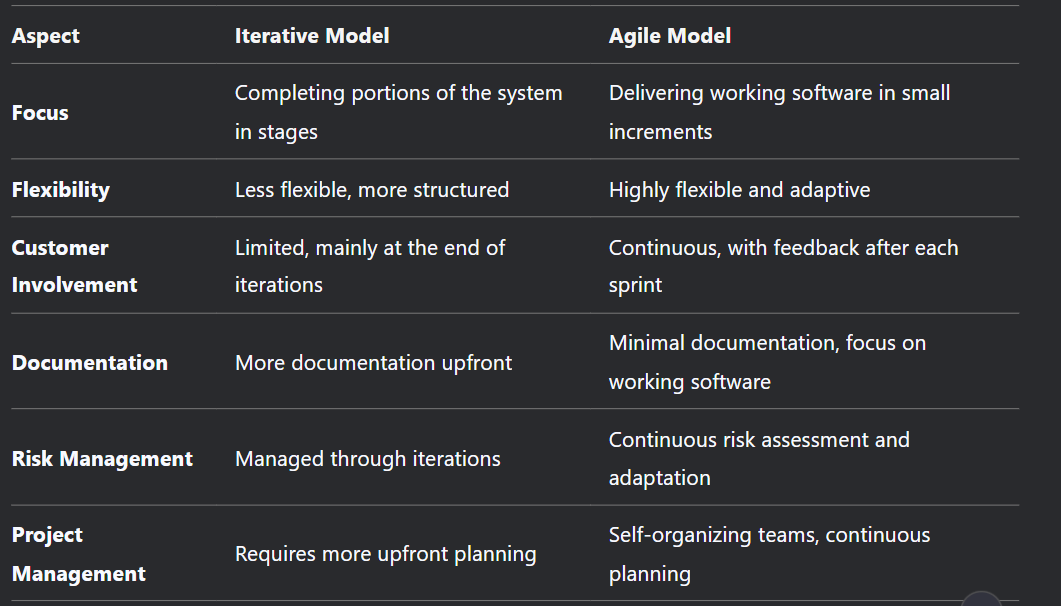 Aspect Iterative Model Agile Model
Focus
Completing portions of the system
in stages
Delivering working software in small
increments
Flexibility Less flexible, more structured Highly flexible and adaptive
Customer
Involvement
Limited, mainly at the end of
iterations
Continuous, with feedback after each
sprint
Documentation
More documentation upfront
Minimal documentation, focus on
working software
Risk Management
Managed through iterations
Continuous risk assessment and
adaptation
Project
Management
Requires more upfront planning
Self-organizing teams, continuous
planning